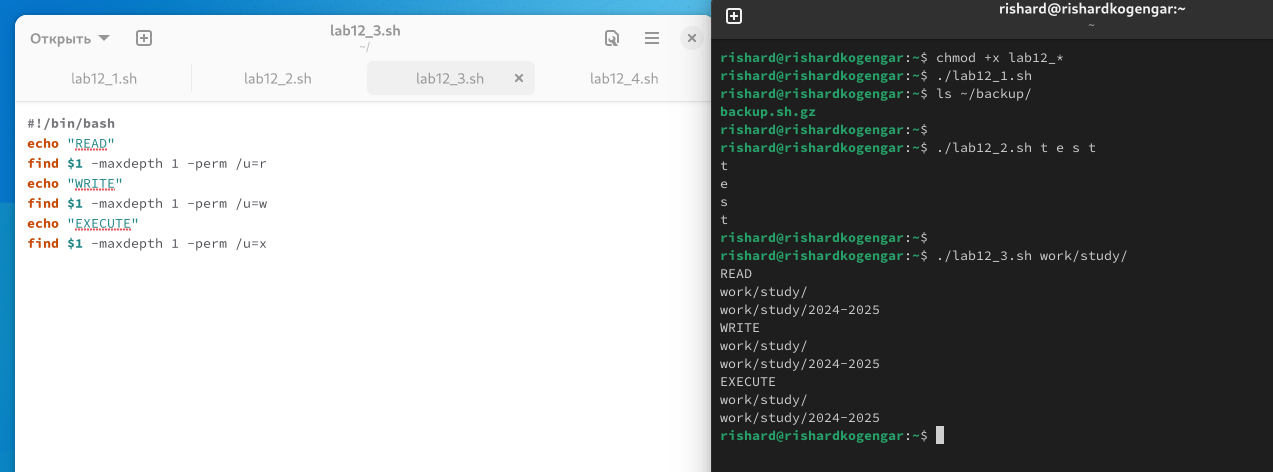 Открыть
lab12_3.sh
~/
lab12_1.sh
lab12_2.sh
lab12_3.sh
lab12_4.sh
#!/bin/bash
echo "READ"
find $1 -maxdepth 1 -perm /u=r
echo "WRITE"
find $1 -maxdepth 1 -perm /u=w
echo "EXECUTE"
find $1 -maxdepth 1 -perm /u=x
rishard@rishardkogengar:~
~
rishard@rishardkogengar:~$ chmod +x lab12_*
rishard@rishardkogengar:~$ ./lab12_1.sh
rishard@rishardkogengar:~$ ls ~/backup/
backup.sh.gz
rishard@rishardkogengar:~$
rishard@rishardkogengar:~$ ./lab12_2.sh t e s t
t
e
s
t
rishard@rishardkogengar:~$
rishard@rishardkogengar:~$ ./lab12_3.sh work/study/
READ
work/study/
work/study/2024-2025
WRITE
work/study/
work/study/2024-2025
EXECUTE
work/study/
work/study/2024-2025
rishard@rishardkogengar:~$